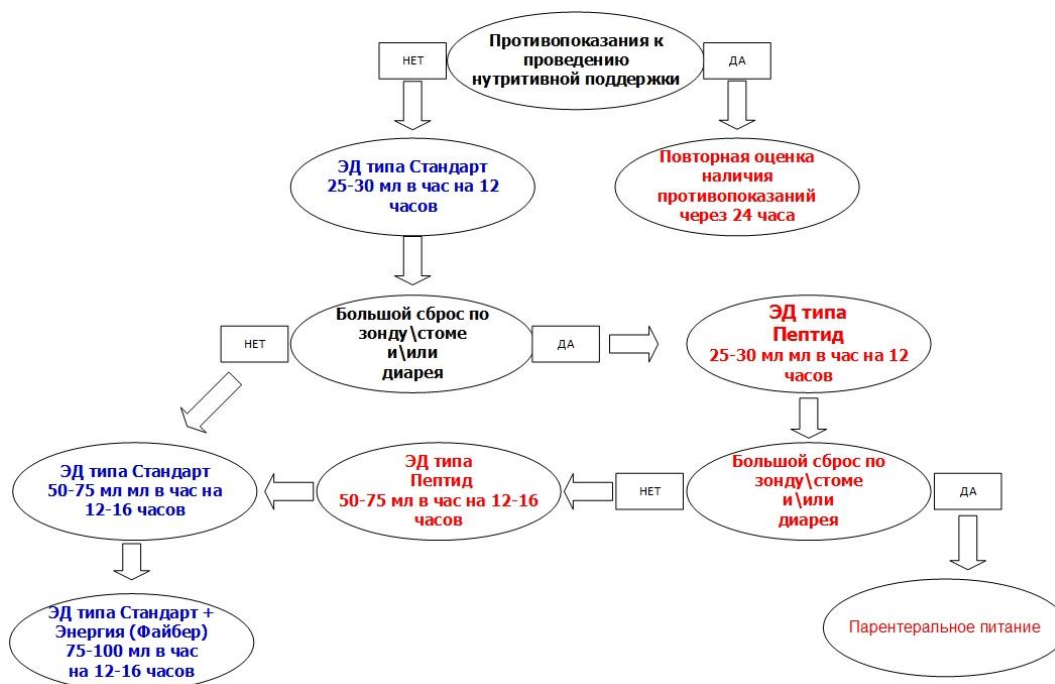 Противопоказания к
проведению
нутритивной поддержки
НЕТ
ДА
ЭД типа Стандарт
25-30 мл в час на 12
часов
Повторная оценка
наличия
противопоказаний
через 24 часа
Большой сброс по
зонду\стоме
и\или
диарея
НЕТ
ДА
ЭД типа
Пептид
25-30 мл мл в час на 12
часов
ЭД типа Стандарт
50-75 мл мл в час на
12-16 часов
ЭД типа
Пептид
50-75 мл в час на 12-16
часов
НЕТ
Большой сброс по
зонду\стоме
и\или
диарея
ДА
ЭД типа Стандарт +
Энергия (Файбер)
75-100 мл в час
на 12-16 часов
Парентеральное питание